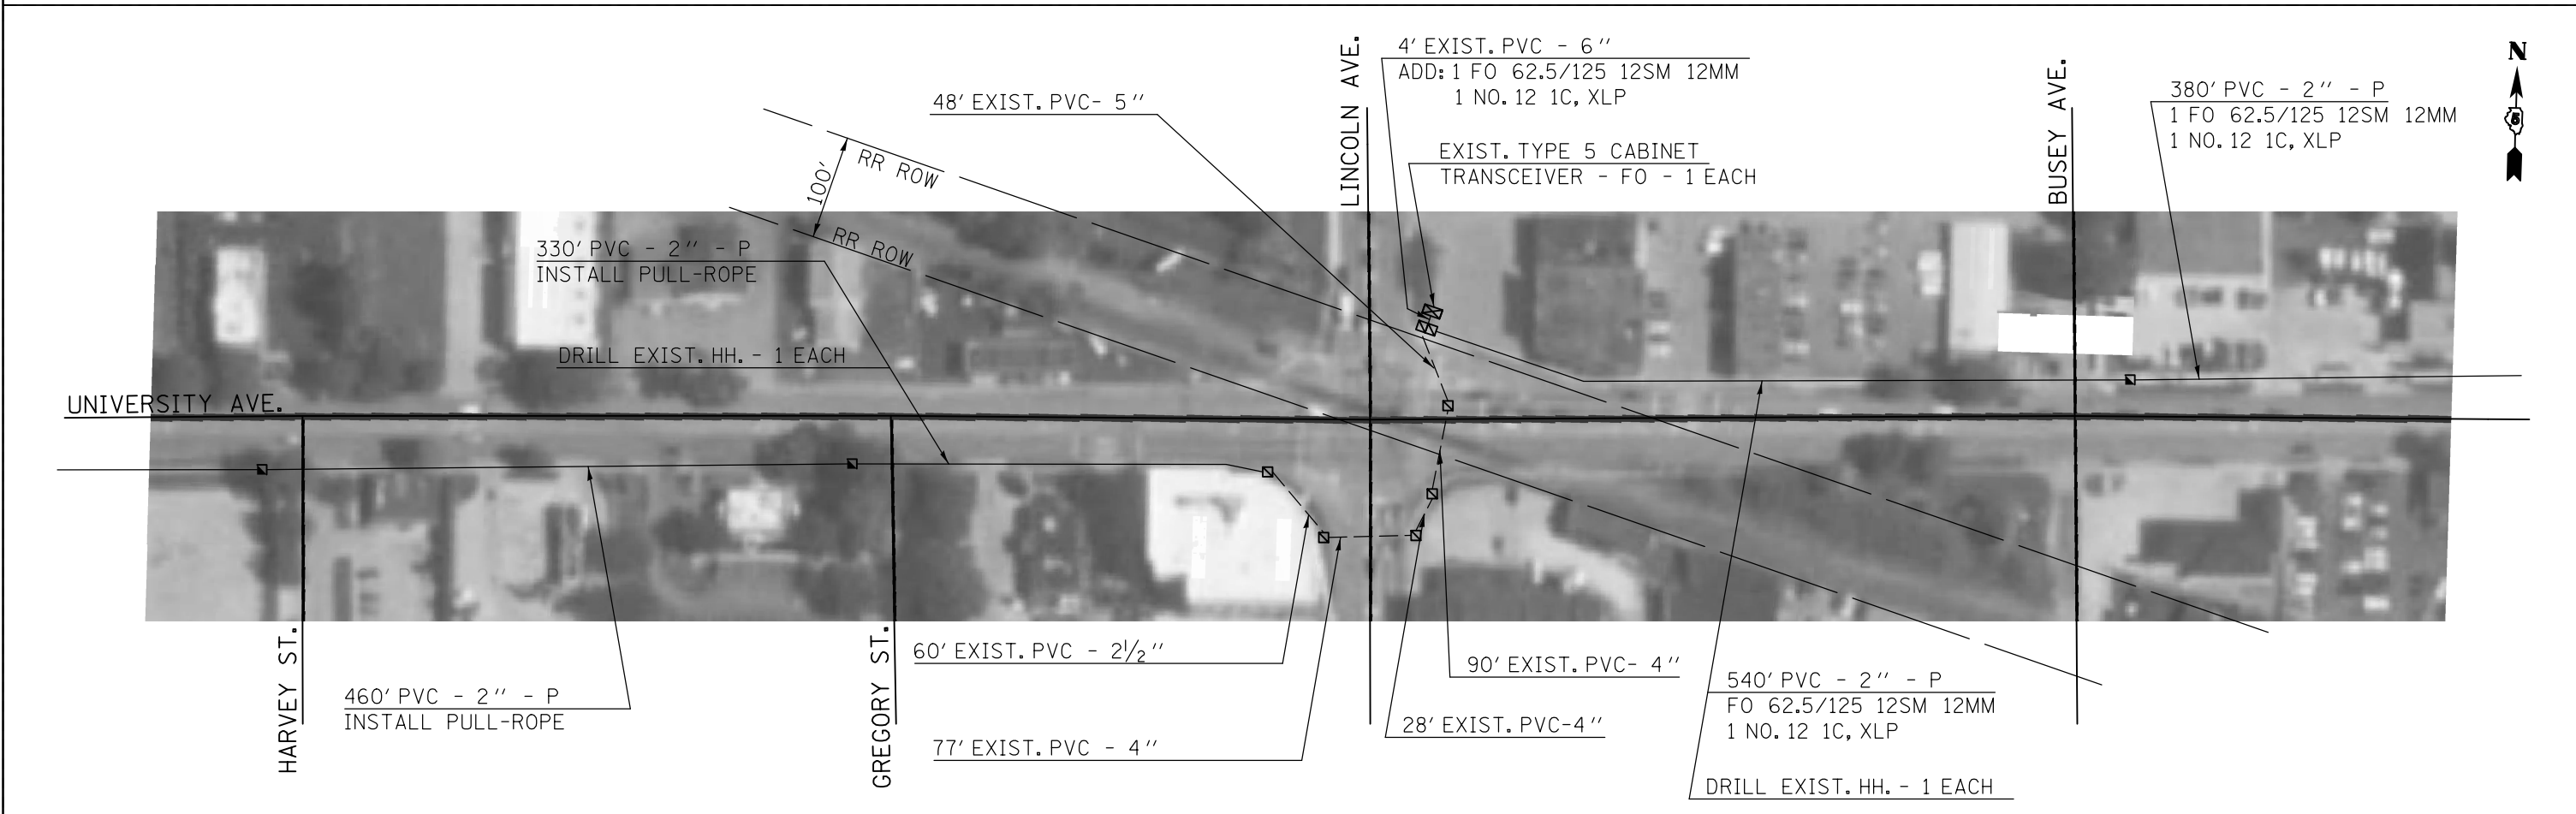 4' EXIST. PVC - 6"
ADD: 1 FO 62.5/125 12SM 12MM
1 NO. 12 1C, XLP
48' EXIST. PVC- 5"
LINCOLN AVE.
EXIST. TYPE 5 CABINET
TRANSCEIVER - FO - 1 EACH
BUSEY AVE.
380' PVC - 2" - P
1 FO 62.5/125 12SM 12MM
1 NO. 12 1C, XLP
N
5
100'
RR ROW
RR ROW
330' PVC - 2" - P
INSTALL PULL-ROPE
DRILL EXIST. HH. - 1 EACH
UNIVERSITY AVE.
HARVEY ST.
460' PVC - 2" - P
INSTALL PULL-ROPE
GREGORY ST.
60' EXIST. PVC - 2½"
77' EXIST. PVC - 4"
90' EXIST. PVC- 4"
28' EXIST. PVC-4"
540' PVC - 2" - P
FO 62.5/125 12SM 12MM
1 NO. 12 1C, XLP
DRILL EXIST. HH. - 1 EACH